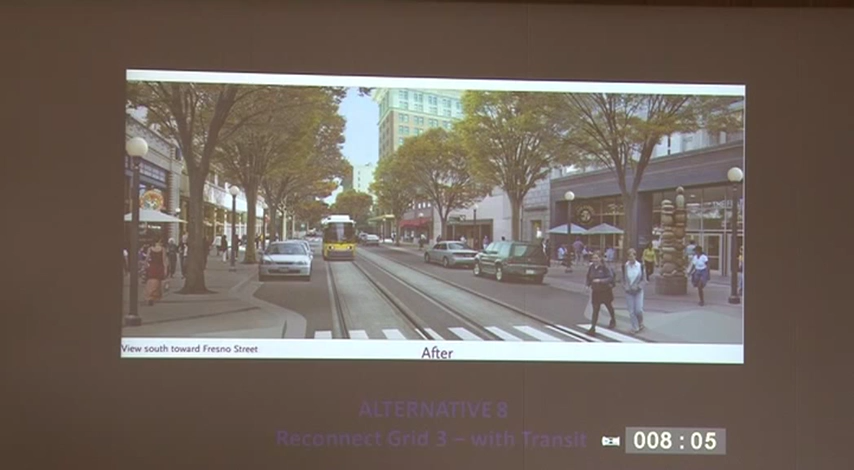 View south toward Fresno Street
After
ALTERNATIVE 8
Reconnect Grid 3 – with Transit
008 : 05